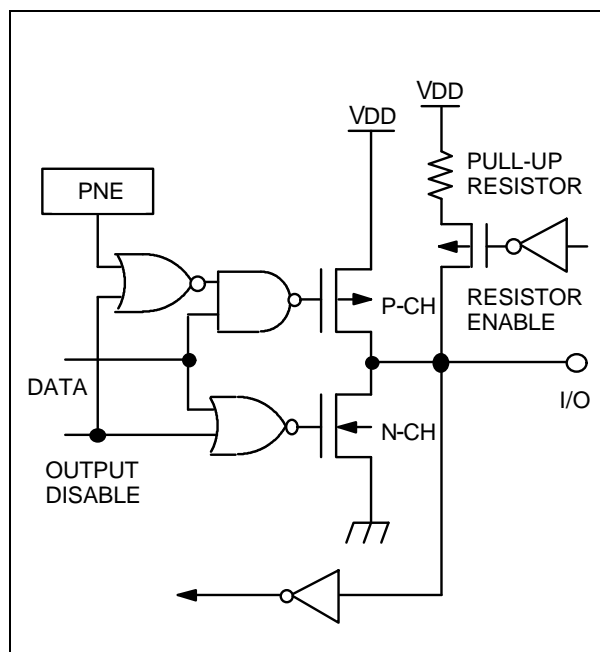 VDD
VDD
PULL-UP
RESISTOR
PNE
P-CH
RESISTOR
ENABLE
DATA
I/O
N-CH
OUTPUT
DISABLE